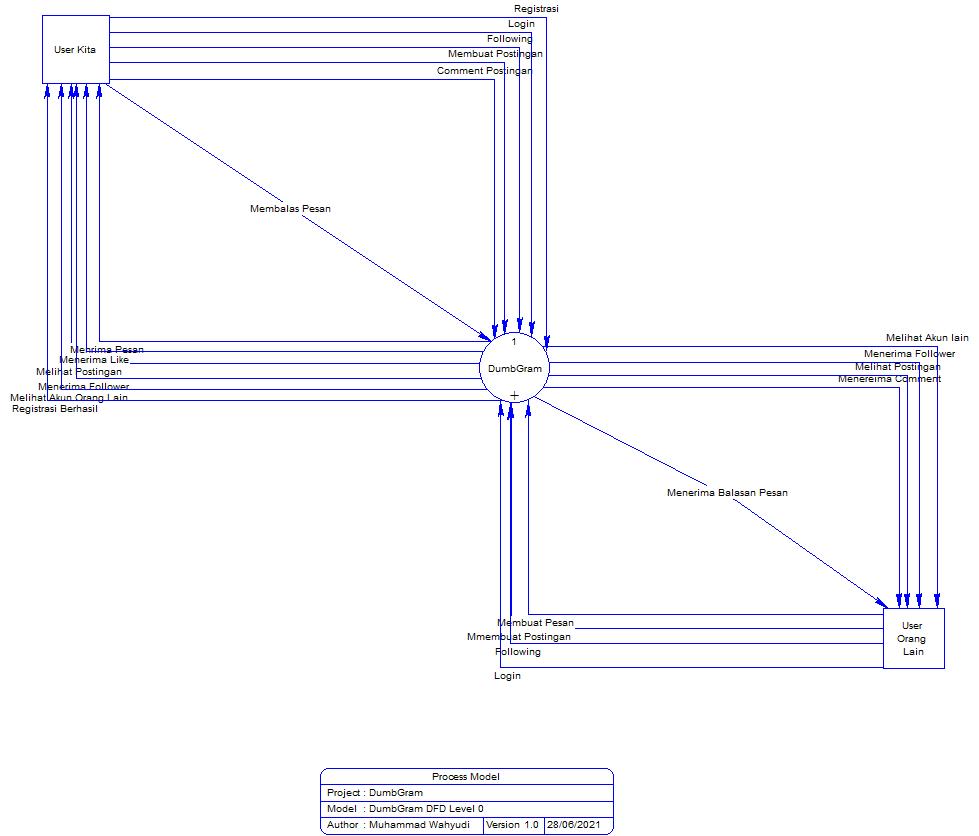 Registrasi
Login
Following
Membuat Postingan
Comment Postingan
User Kita
Membalas Pesan
1
DumbGram
Menrima Pesan
Menerima Like
Melihat Postingan
Menerima Follower
Melihat Akun Orang Lain
Registrasi Berhasil
Melihat Akun lain
Menerima Follower
Melihat Postingan
Menereima Comment
Menerima Balasan Pesan
Membuat Pesan
Mmembuat Postingan
Following
Login
User
Orang
Lain
Process Model
Project : DumbGram
Model : DumbGram DFD Level 0
Author : Muhammad Wahyudi Version 1.0 28/06/2021